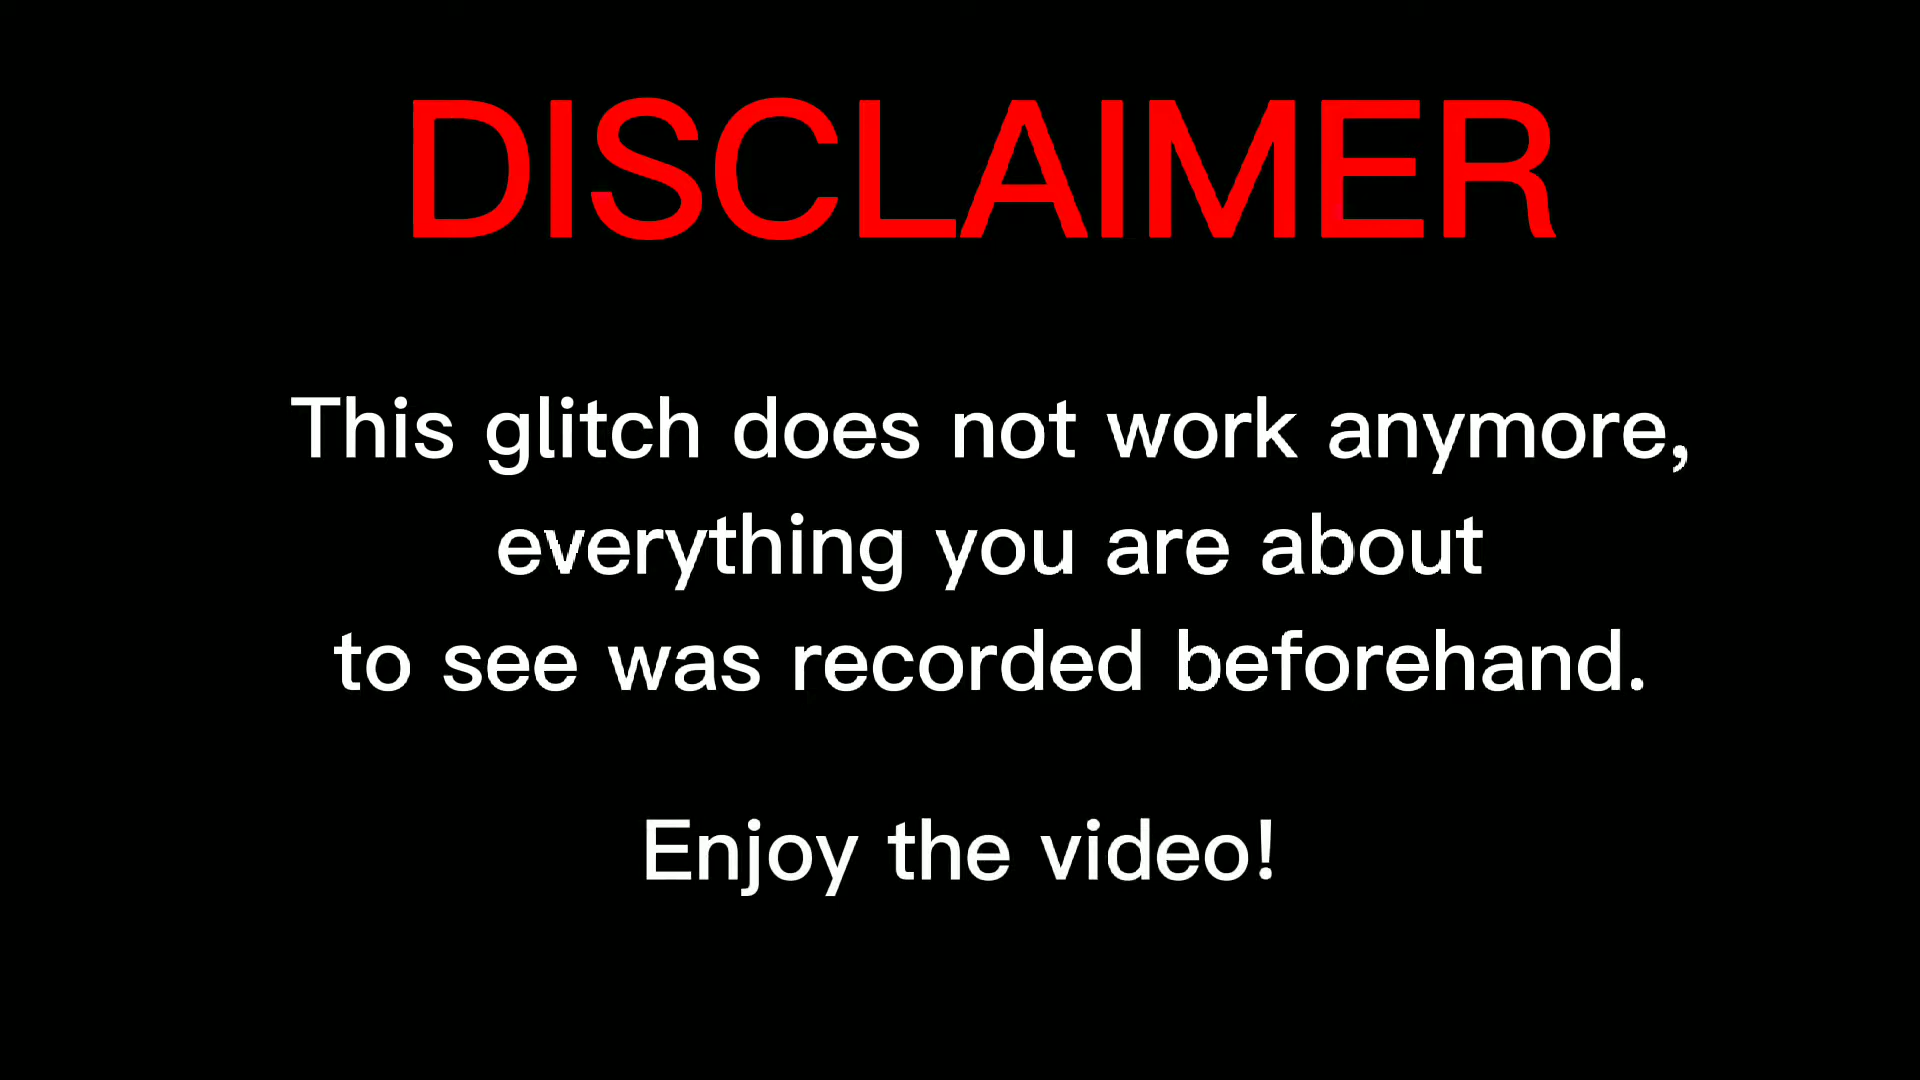 DISCLAIMER
This glitch does not work anymore,
everything you are about
to see was recorded beforehand.
Enjoy the video!